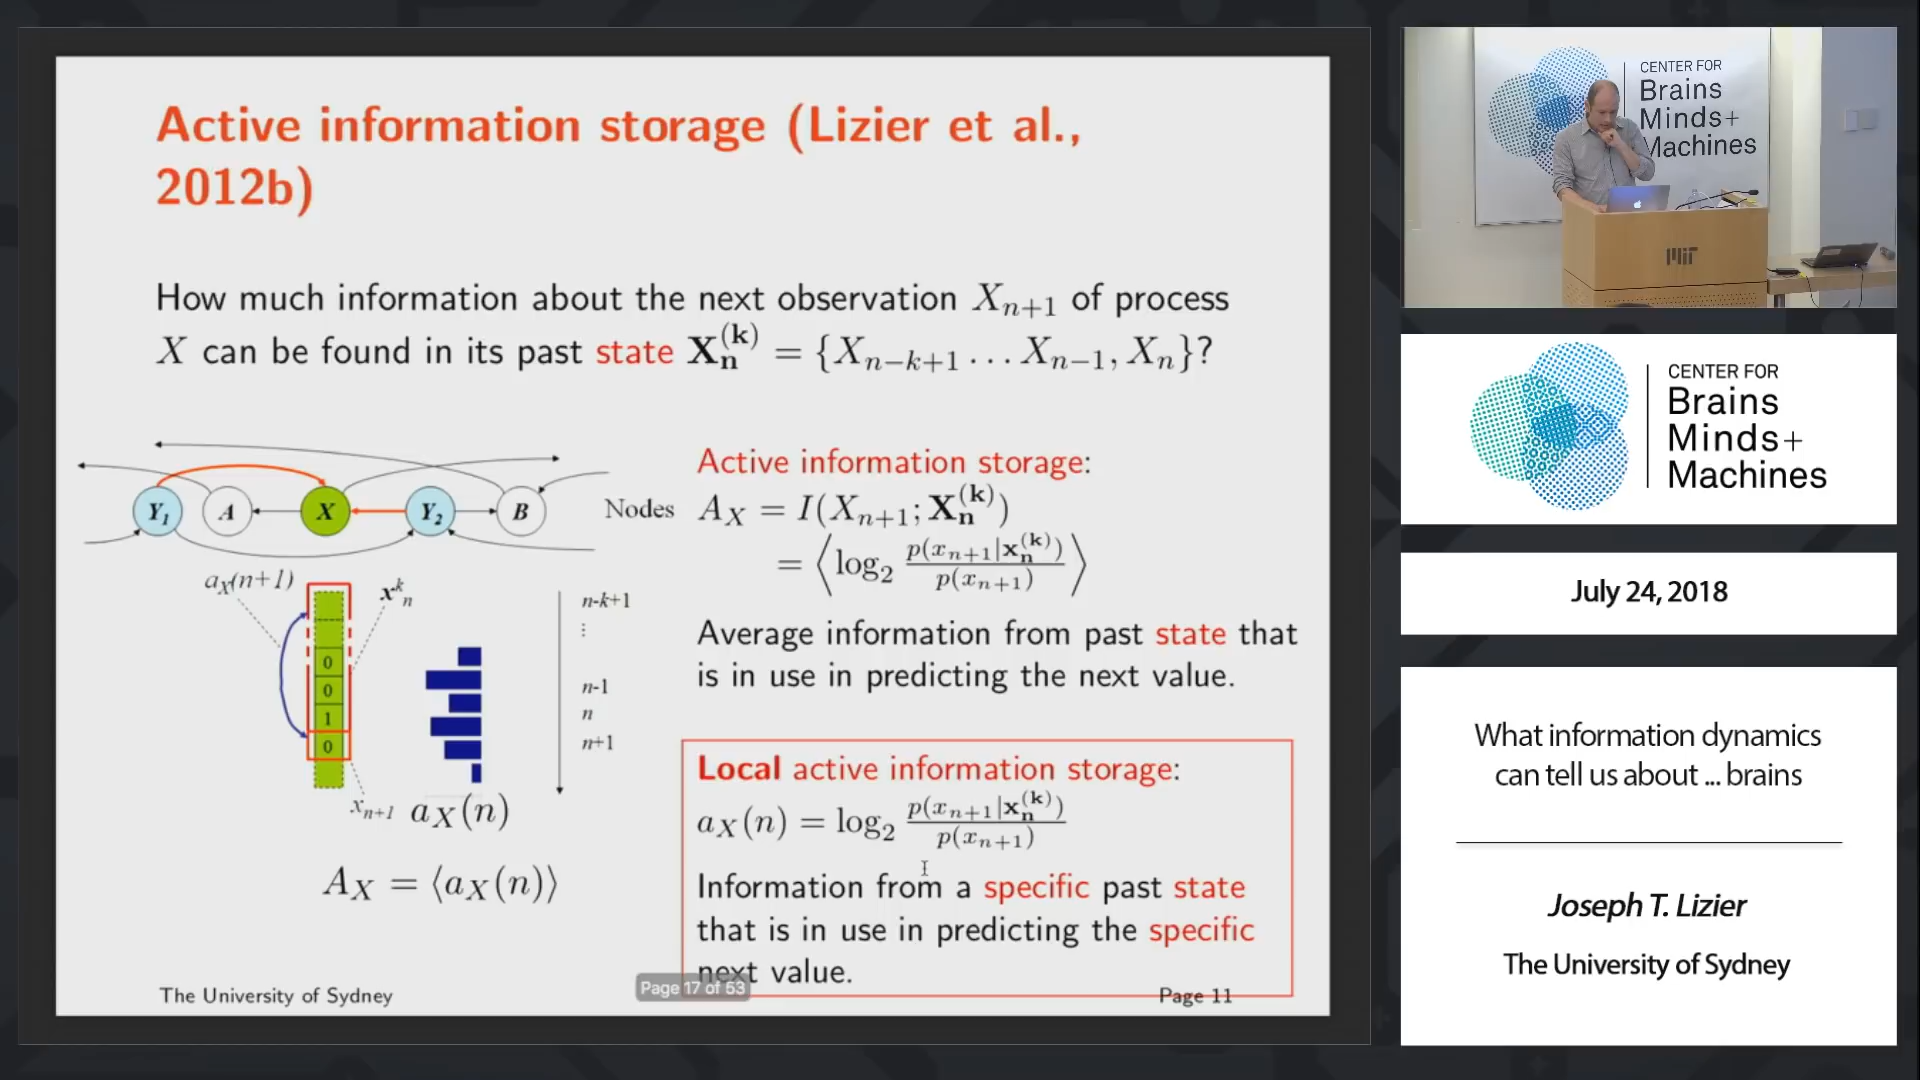 Active information storage (Lizier et al.,
2012b)
How much information about the next observation Xₙ₊₁ of process
X can be found in its past state Xₙ⁽ᵏ⁾ = {Xₙ₋ₖ₊₁ … Xₙ₋₁, Xₙ}?
Y₁ A X Y₂ B Nodes
aX(n+1)
xᵏₙ
n-k+1
⋮
0
0 n-1
1 n
0 n+1
xₙ₊₁ aX(n)
AX = ⟨aX(n)⟩
Active information storage:
AX = I(Xₙ₊₁; Xₙ⁽ᵏ⁾)
= ⟨log₂ p(xₙ₊₁|xₙ⁽ᵏ⁾) / p(xₙ₊₁)⟩
Average information from past state that
is in use in predicting the next value.
Local active information storage:
aX(n) = log₂ p(xₙ₊₁|xₙ⁽ᵏ⁾) / p(xₙ₊₁)
Information from a specific past state
that is in use in predicting the specific
next value.
The University of Sydney
Page 17 of 53
Page 11
CENTER FOR
Brains
Minds+
Machines
MIT
CENTER FOR
Brains
Minds+
Machines
July 24, 2018
What information dynamics
can tell us about ... brains
Joseph T. Lizier
The University of Sydney